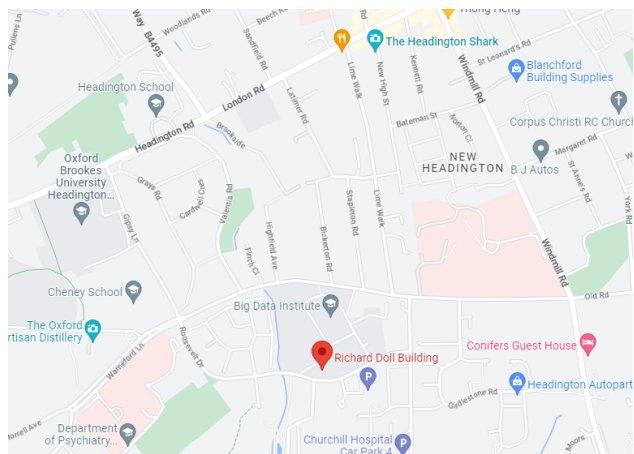 Thong Heng
Pullens Ln
Way B4495
Woodlands Rd
Beech Rd
Sandfield Rd
The Headington Shark
St Leonard's Rd
Windmill Rd
Lime Walk
New High St
Kennett Rd
Blanchford
Building Supplies
Headington School
London Rd
Latimer Rd
Bateman St
Norton Cl
Corpus Christi RC Church
Headington Rd
Brookside
Margaret Rd
Oxford
Brookes
University
Headington...
NEW
HEADINGTON
B J Autos
St Anne's Rd
Grays Rd
Cardwell Cres
Valentia Rd
Stapleton Rd
Lime Walk
York Rd
Gipsy Ln
Highfield Ave
Bickerton Rd
Finch Cl
Windmill Rd
Cheney School
Big Data Institute
Old Rd
The Oxford
Artisan Distillery
Roosevelt Dr
Warneford Ln
Richard Doll Building
Conifers Guest House
Headington Autopart
Gydlestone Rd
Morrell Ave
Department
of Psychiatry...
Churchill Hospital
Car Park 4
Moors